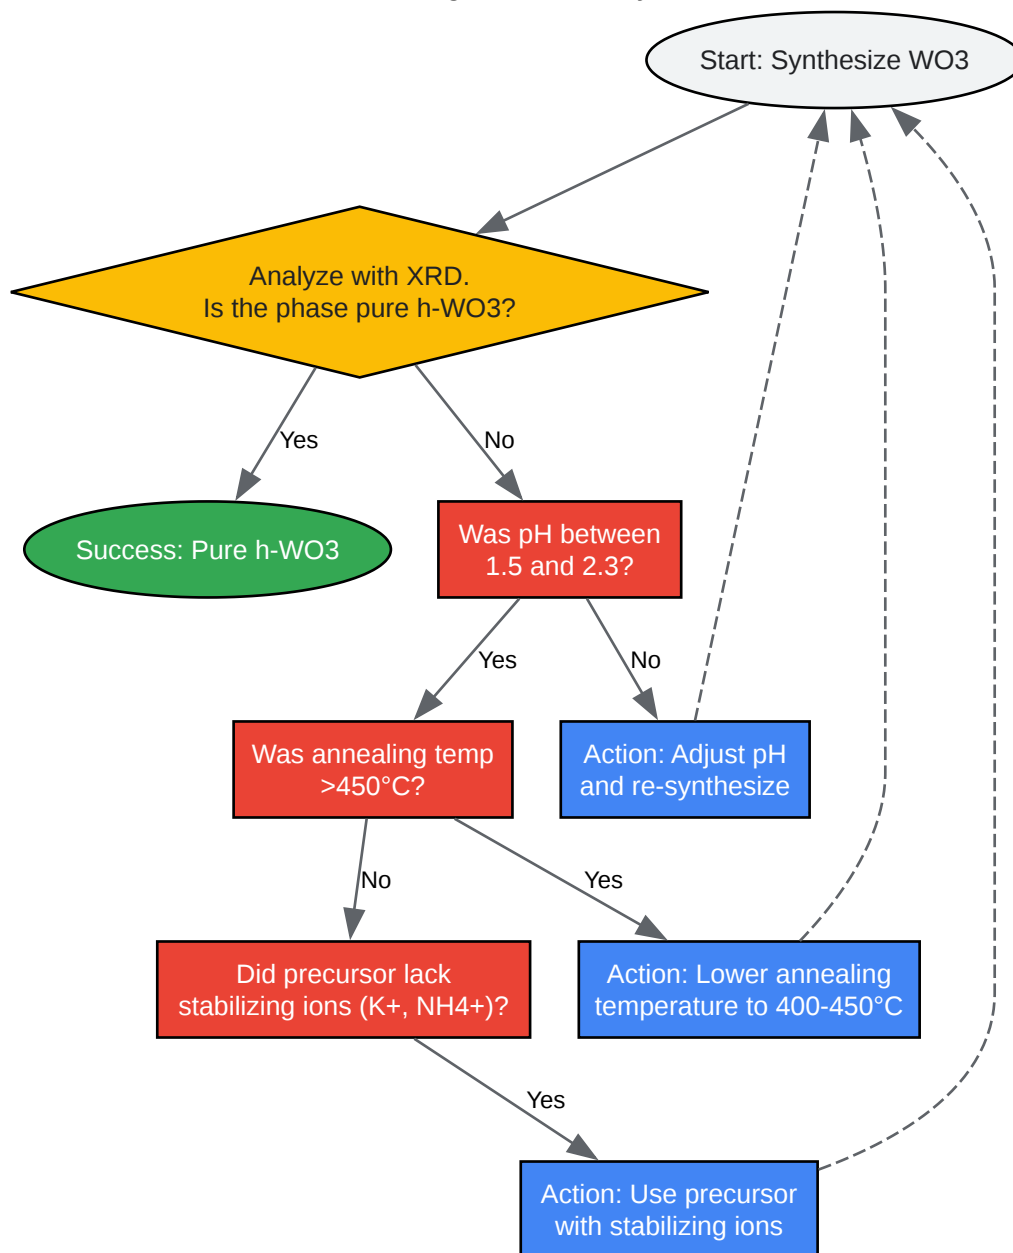 Start: Synthesize WO3
Analyze with XRD.
Is the phase pure h-WO3?
Yes
No
Success: Pure h-WO3
Was pH between
1.5 and 2.3?
Yes
No
Was annealing temp
>450°C?
Action: Adjust pH
and re-synthesize
No
Yes
Did precursor lack
stabilizing ions (K+, NH4+)?
Action: Lower annealing
temperature to 400-450°C
Yes
Action: Use precursor
with stabilizing ions